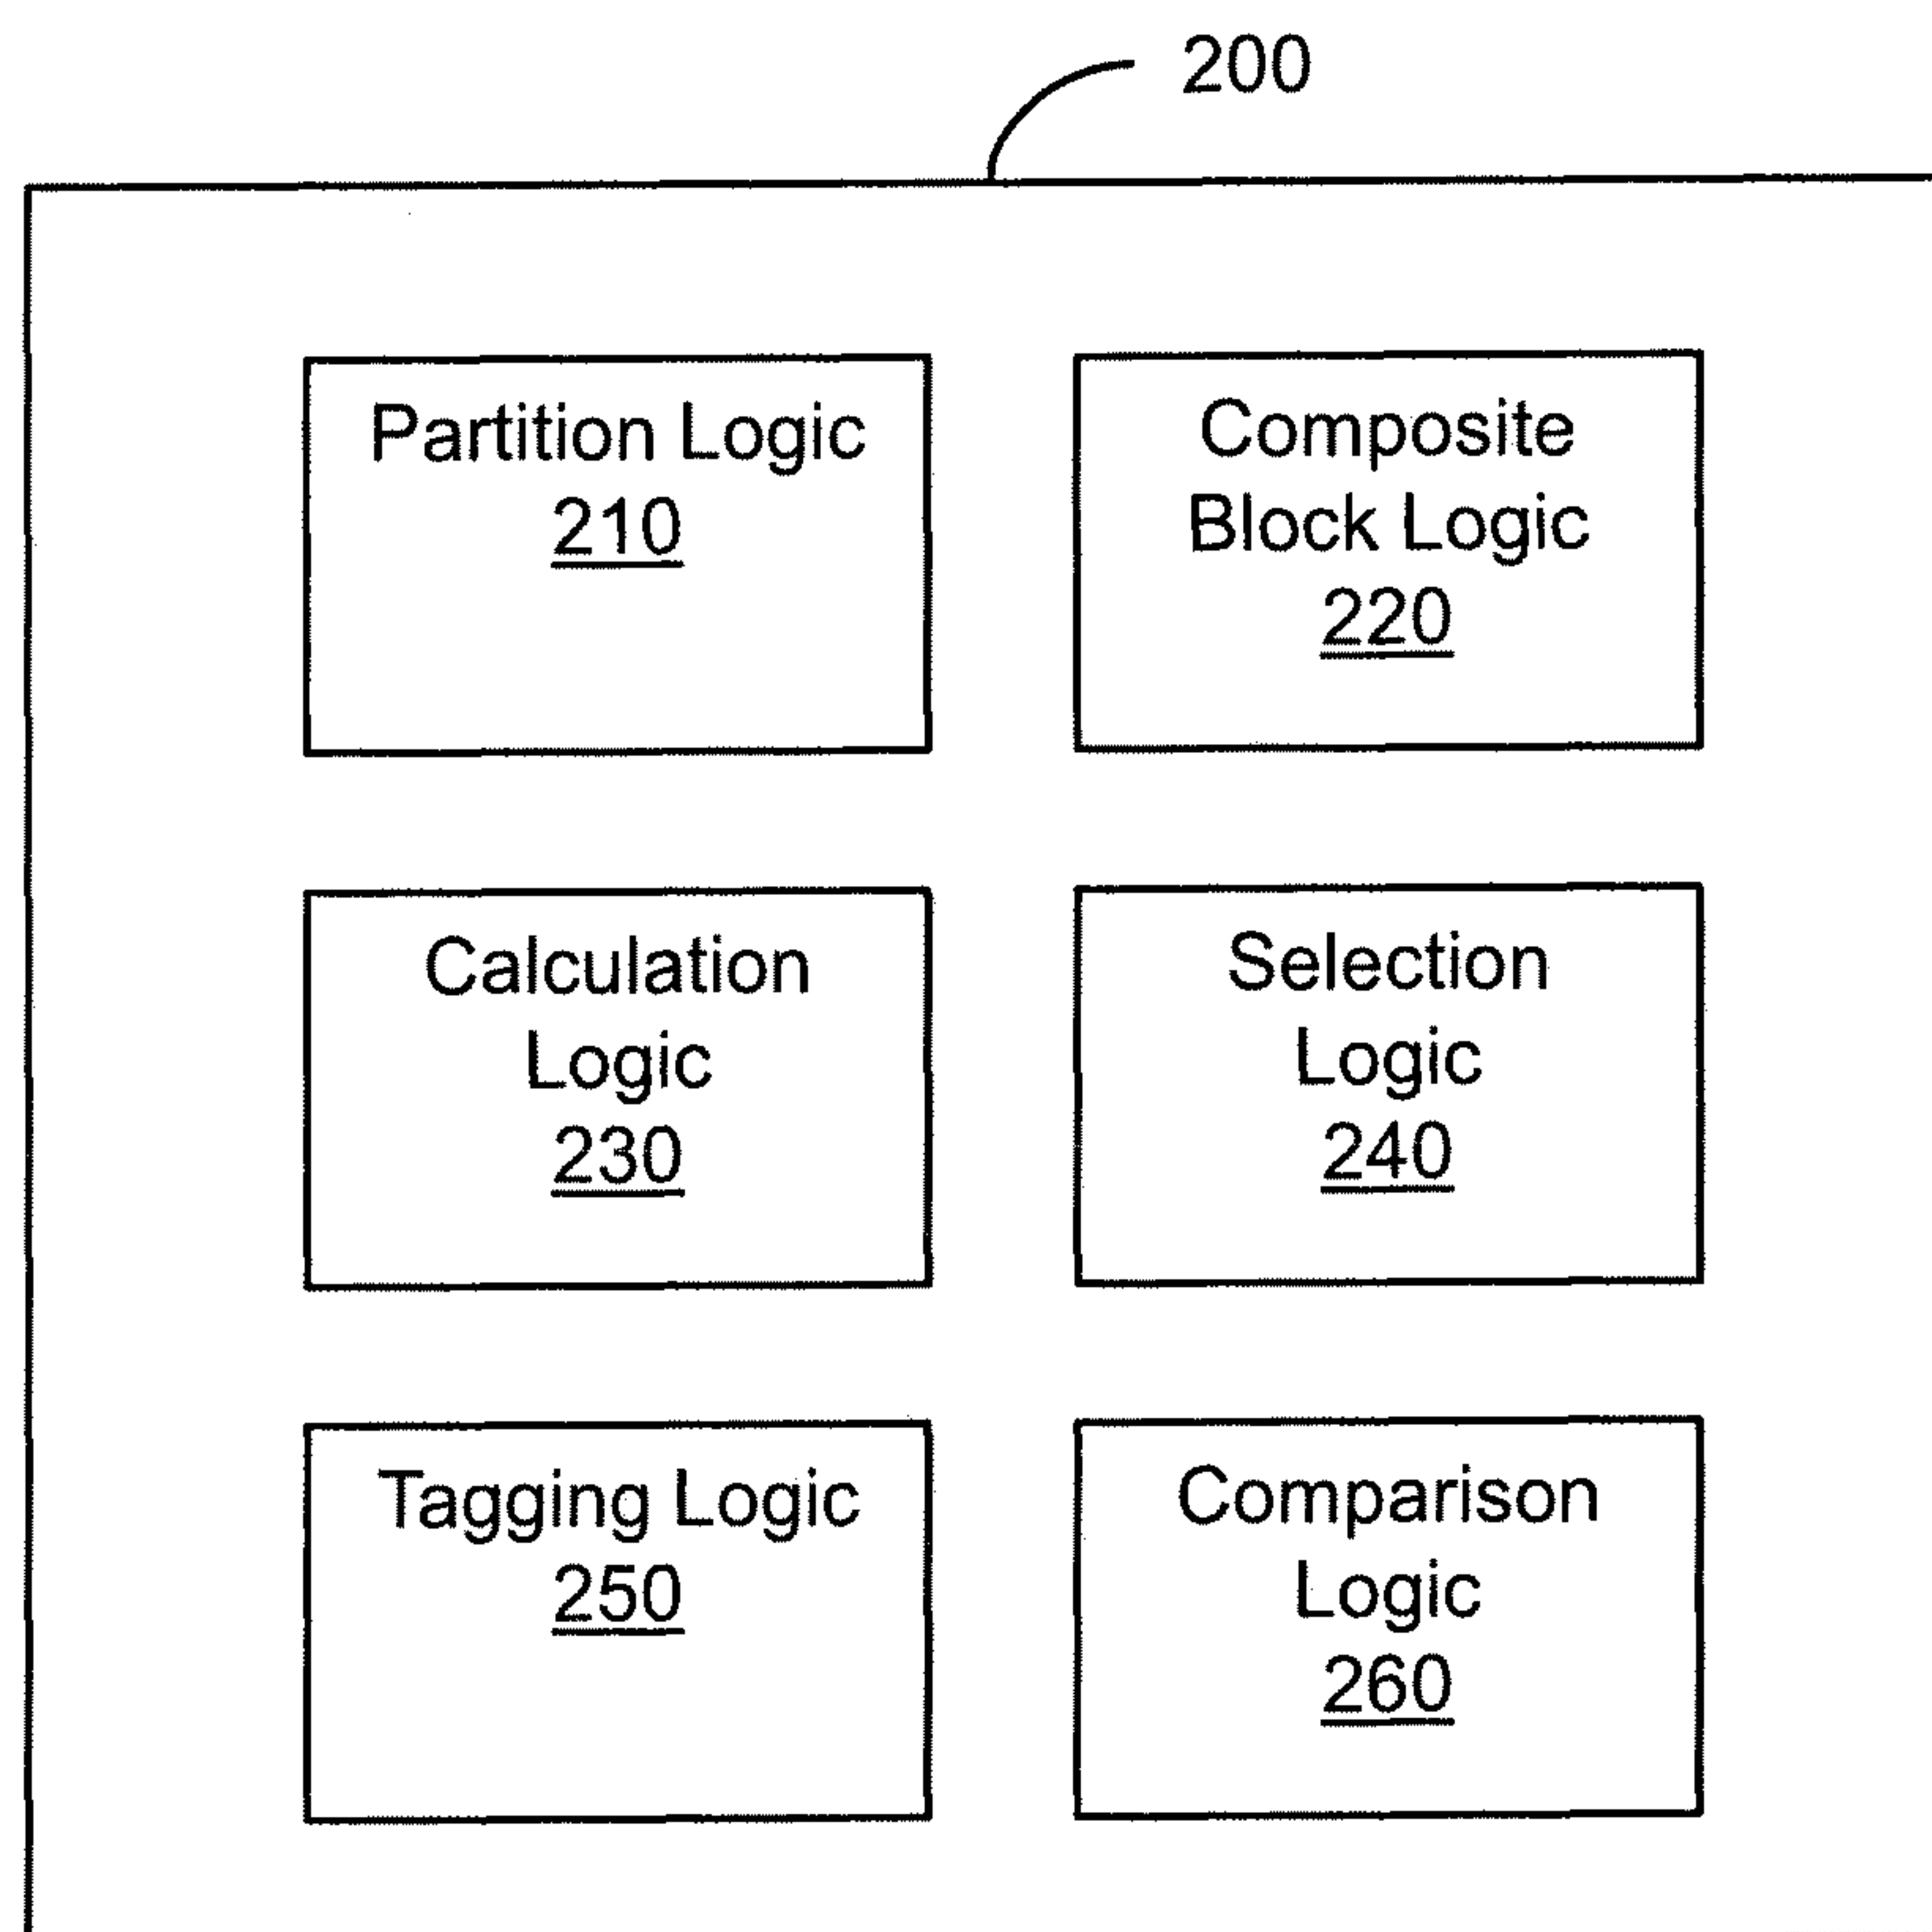 200
Partition Logic
210
Composite
Block Logic
220
Calculation
Logic
230
Selection
Logic
240
Tagging Logic
250
Comparison
Logic
260